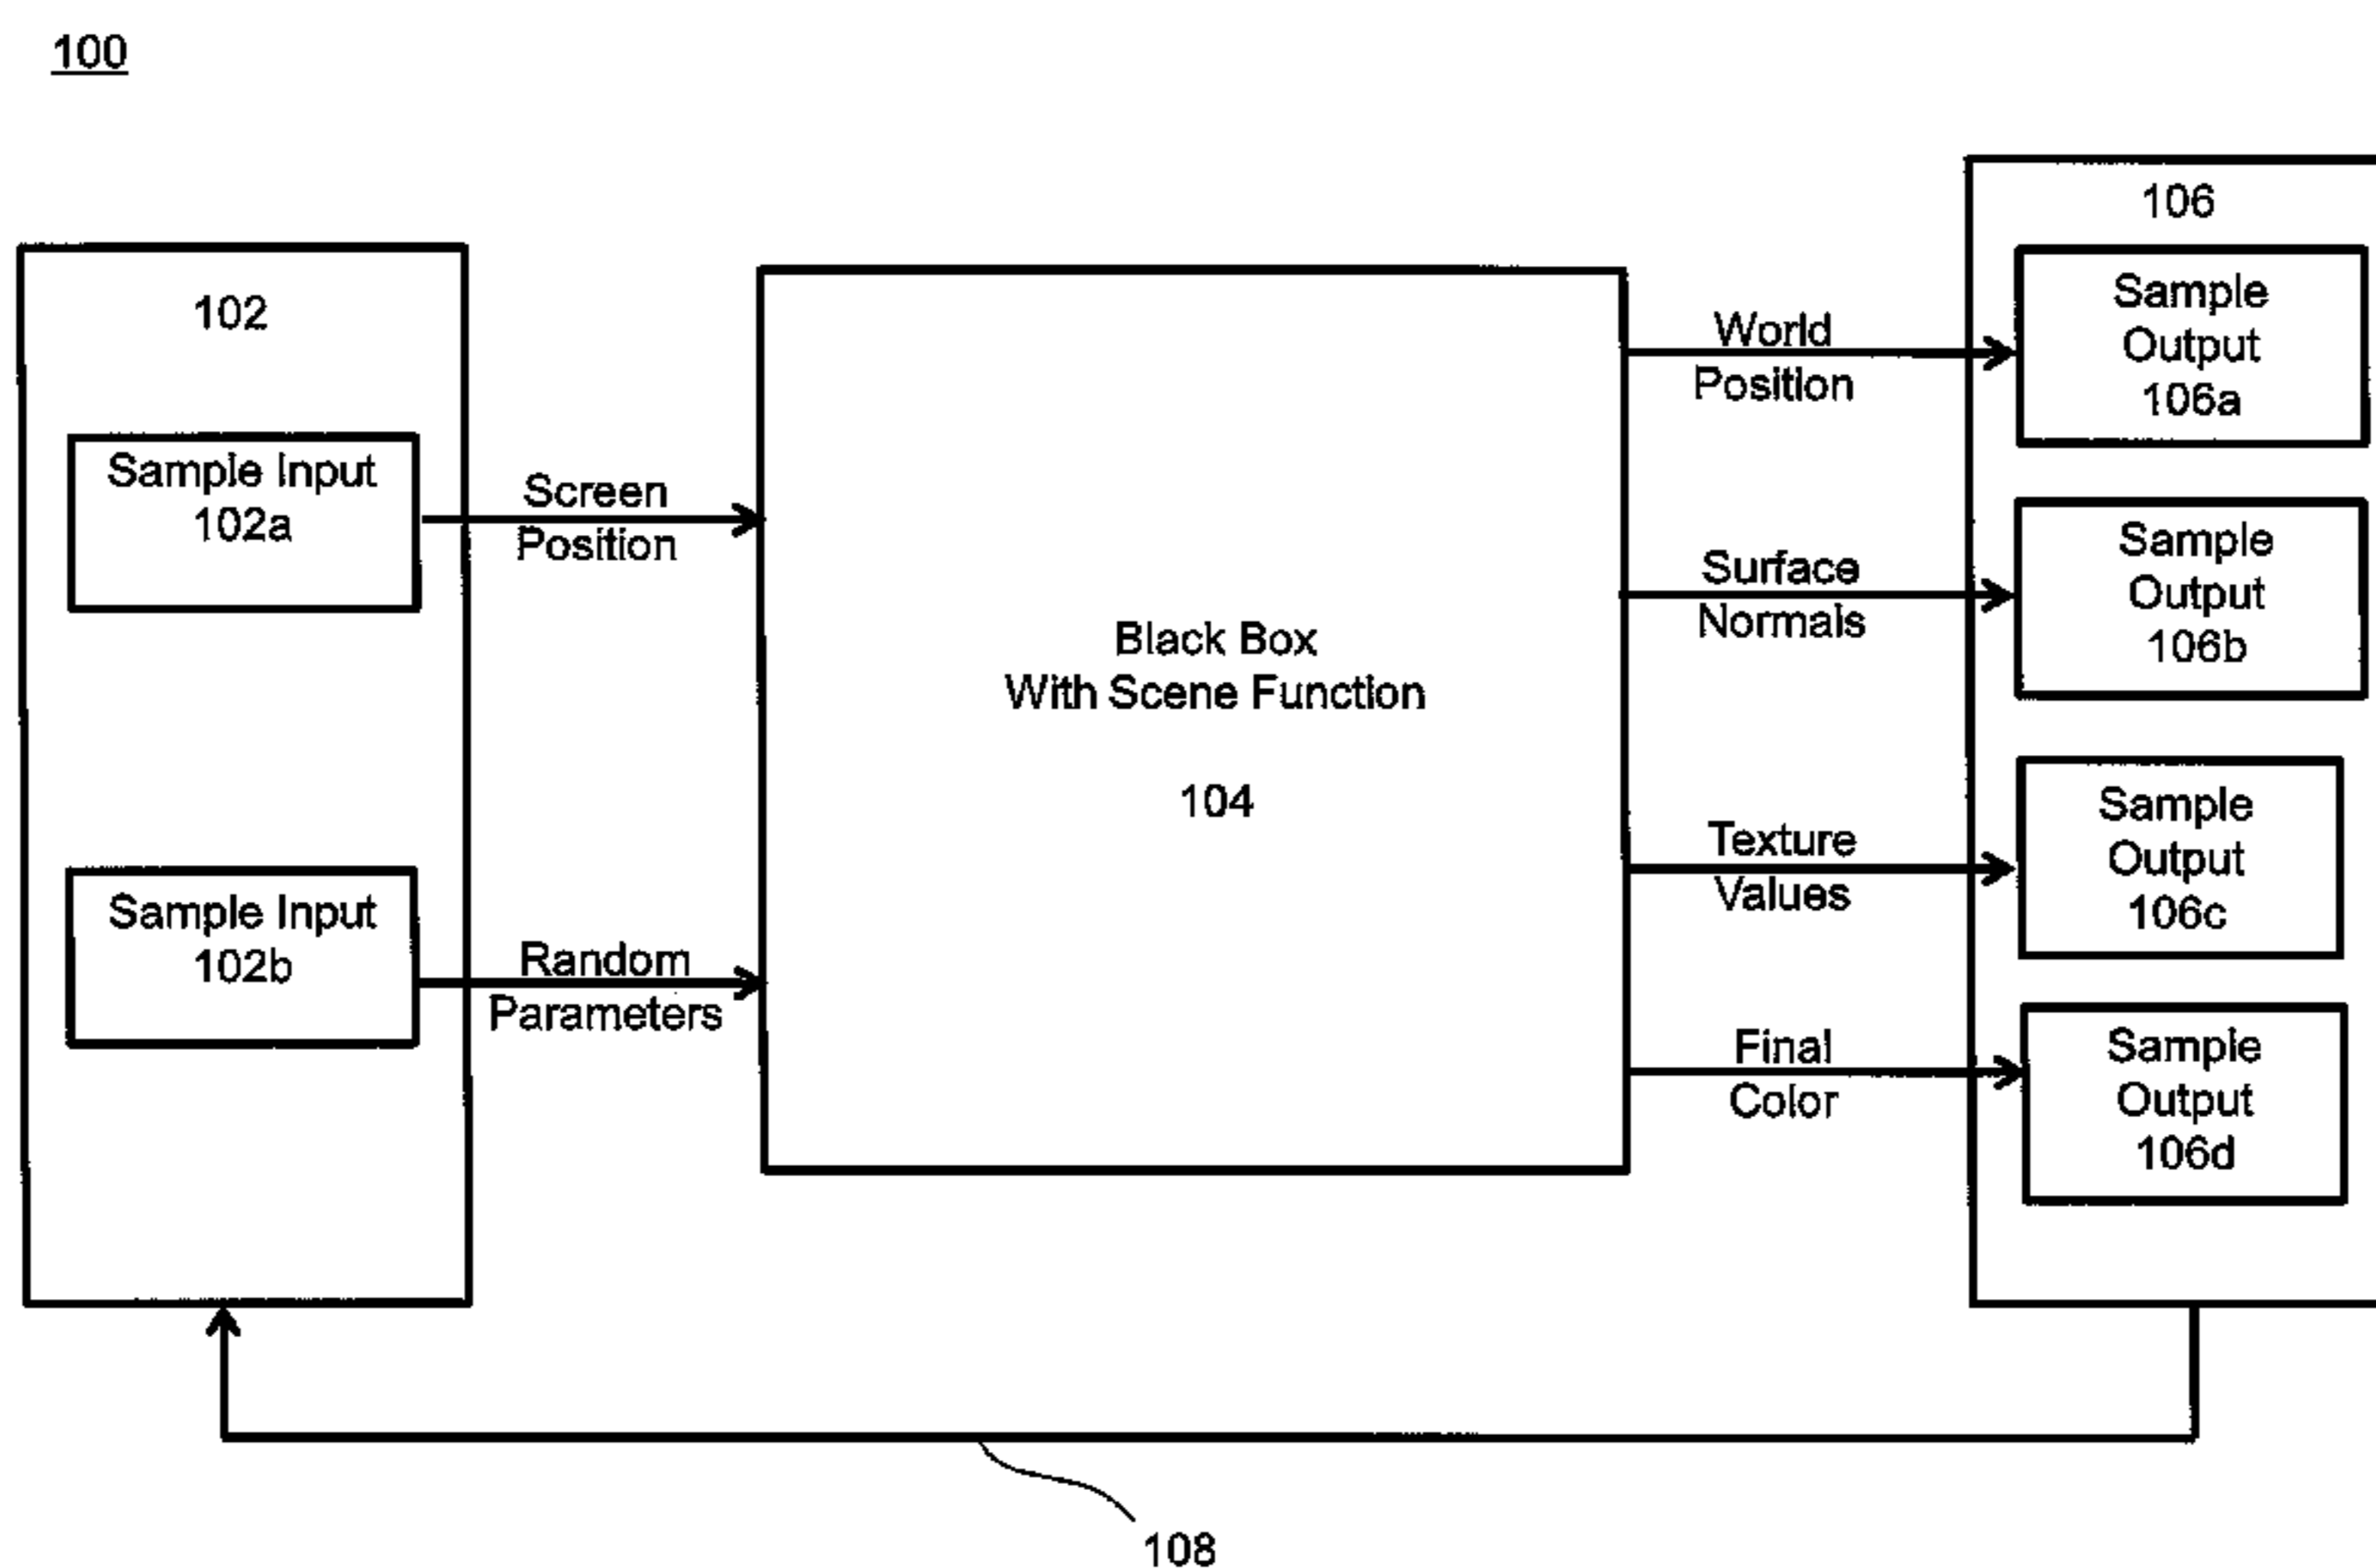 100
102
Sample Input
102a
Sample Input
102b
Screen
Position
Random
Parameters
Black Box
With Scene Function
104
World
Position
Surface
Normals
Texture
Values
Final
Color
106
Sample
Output
106a
Sample
Output
106b
Sample
Output
106c
Sample
Output
106d
108